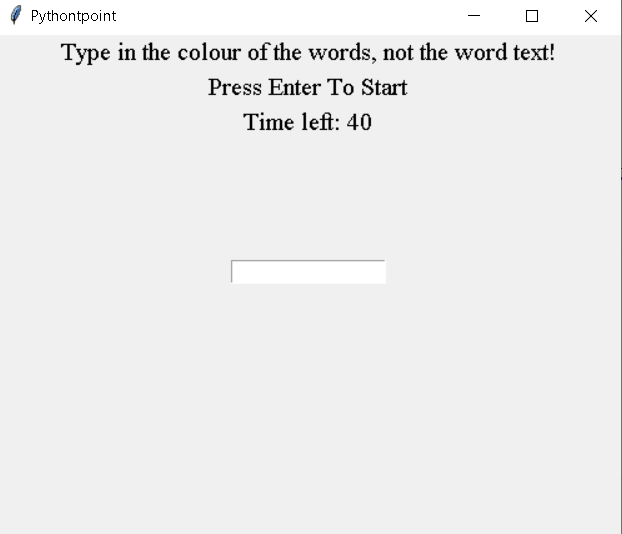 Pythontpoint
Type in the colour of the words, not the word text!
Press Enter To Start
Time left: 40